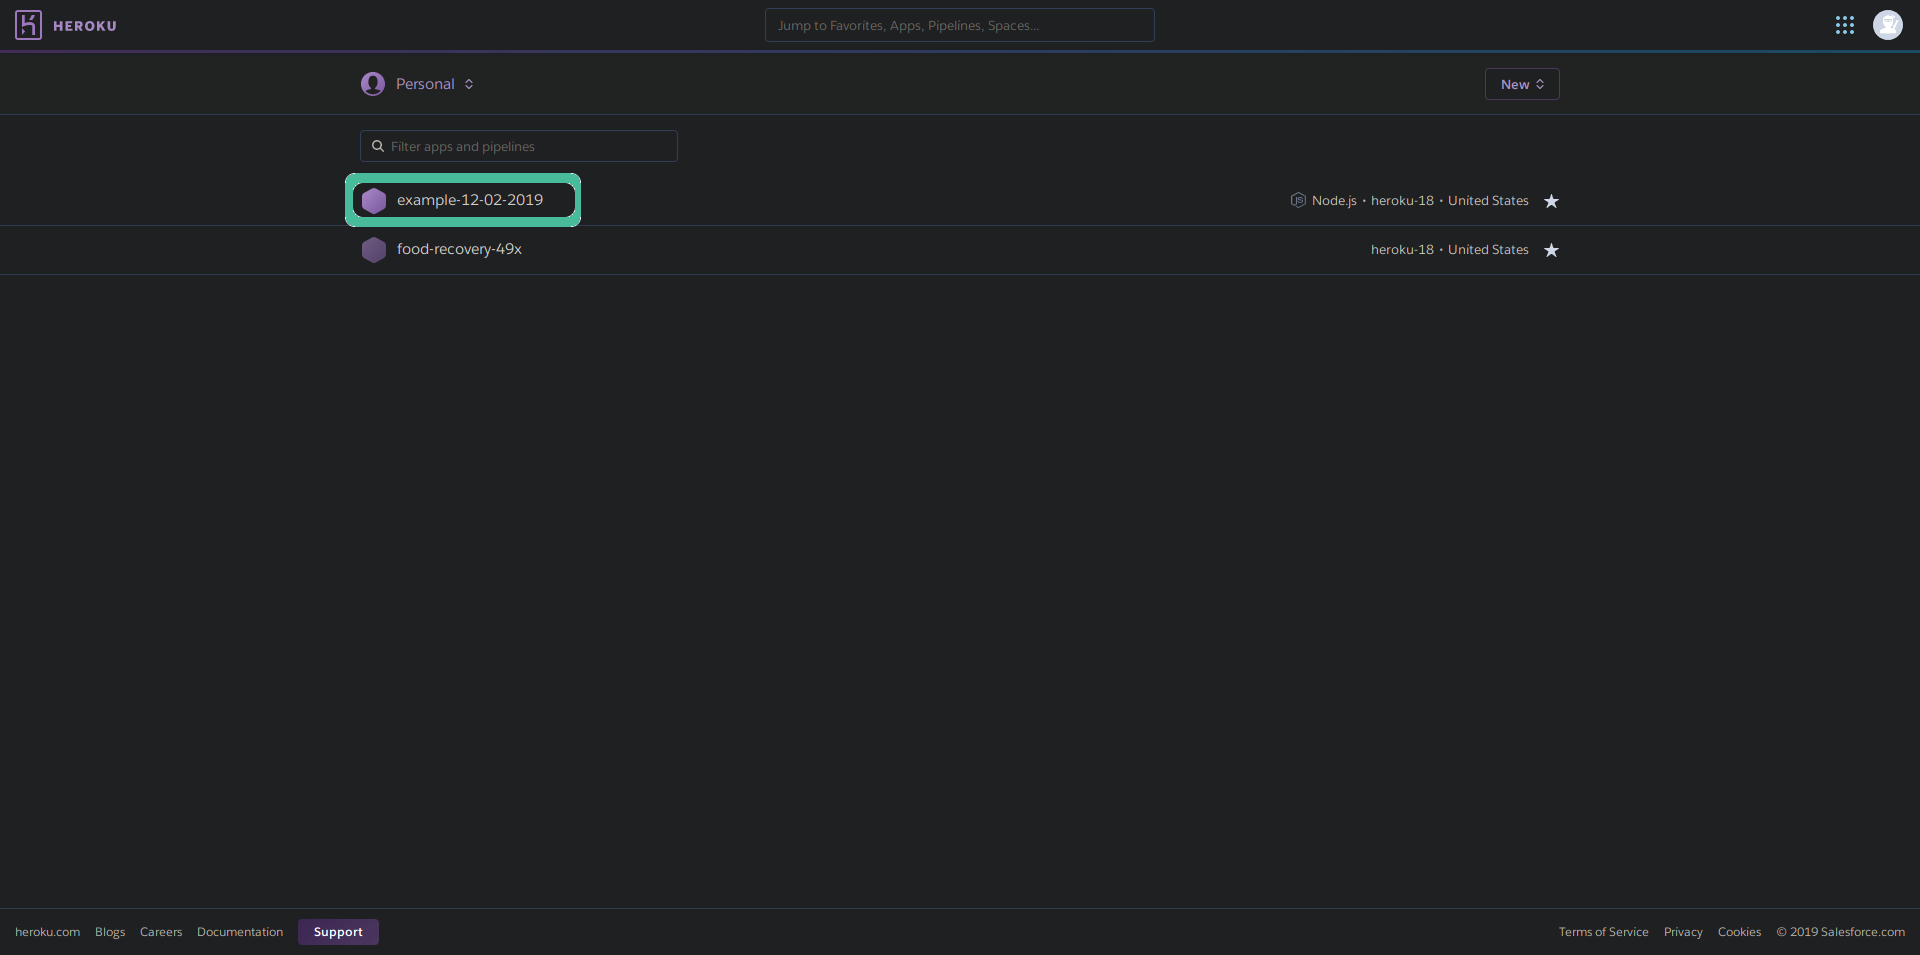 HEROKU
Jump to Favorites, Apps, Pipelines, Spaces...
Personal
New
Filter apps and pipelines
example-12-02-2019
Node.js • heroku-18 • United States
food-recovery-49x
heroku-18 • United States
heroku.com Blogs Careers Documentation Support
Terms of Service Privacy Cookies © 2019 Salesforce.com